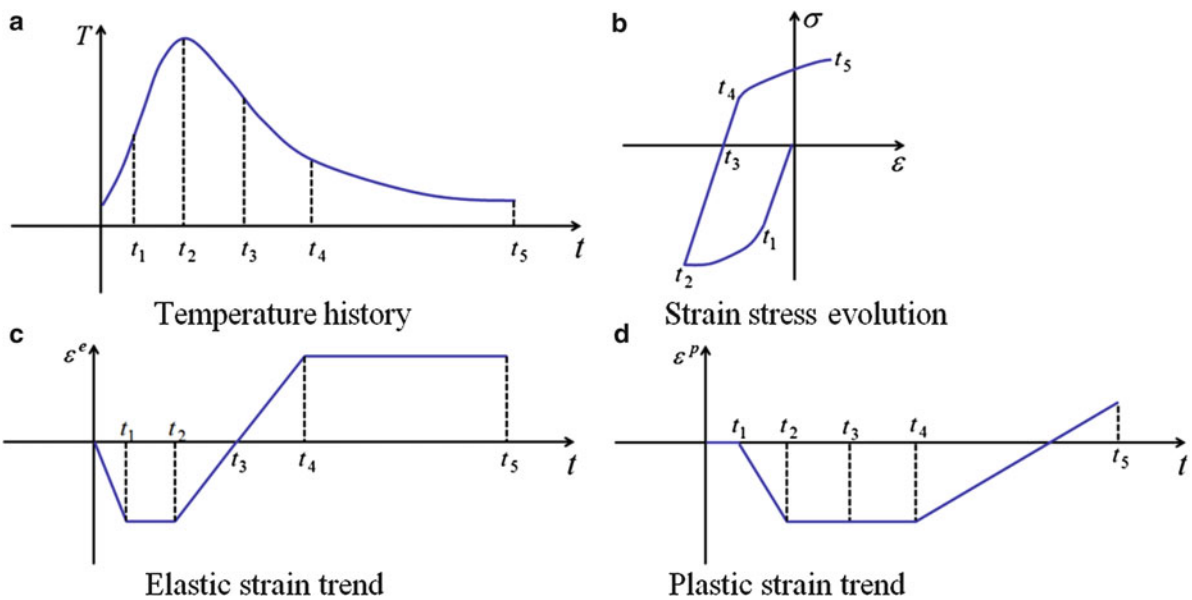 a
T
t₁ t₂ t₃ t₄ t₅ t
Temperature history
b
σ
t₅
t₄
t₃ ε
t₁
t₂
Strain stress evolution
c
εᵉ
t₁ t₂
t₃ t₄ t₅ t
Elastic strain trend
d
εᵖ
t₁ t₂ t₃ t₄
t₅ t
Plastic strain trend